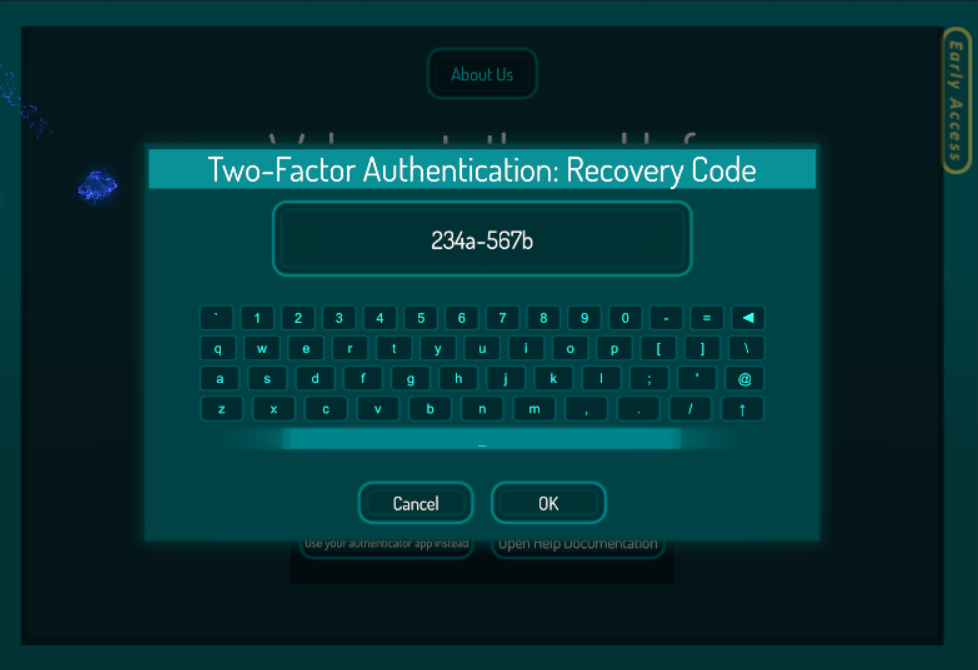 About Us
Early Access
Two-Factor Authentication: Recovery Code
234a-567b
` 1 2 3 4 5 6 7 8 9 0 - = ◄
q w e r t y u i o p [ ] \
a s d f g h j k l ; ' @
z x c v b n m , . / ↑
_
Cancel OK
Use your authenticator app instead Open Help Documentation